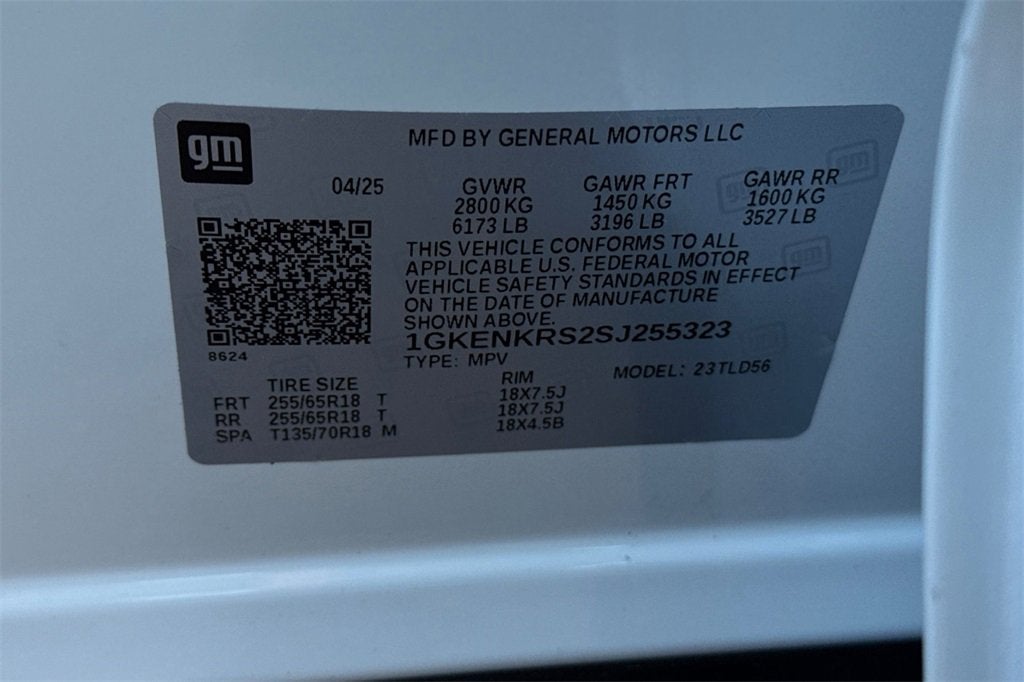 gm
MFD BY GENERAL MOTORS LLC
04/25 GVWR GAWR FRT GAWR RR
2800 KG 1450 KG 1600 KG
6173 LB 3196 LB 3527 LB
THIS VEHICLE CONFORMS TO ALL
APPLICABLE U.S. FEDERAL MOTOR
VEHICLE SAFETY STANDARDS IN EFFECT
ON THE DATE OF MANUFACTURE
SHOWN ABOVE.
1GKENKRS2SJ255323
8624
TYPE: MPV MODEL: 23TLD56
TIRE SIZE RIM
FRT 255/65R18 T 18X7.5J
RR 255/65R18 T 18X7.5J
SPA T135/70R18 M 18X4.5B